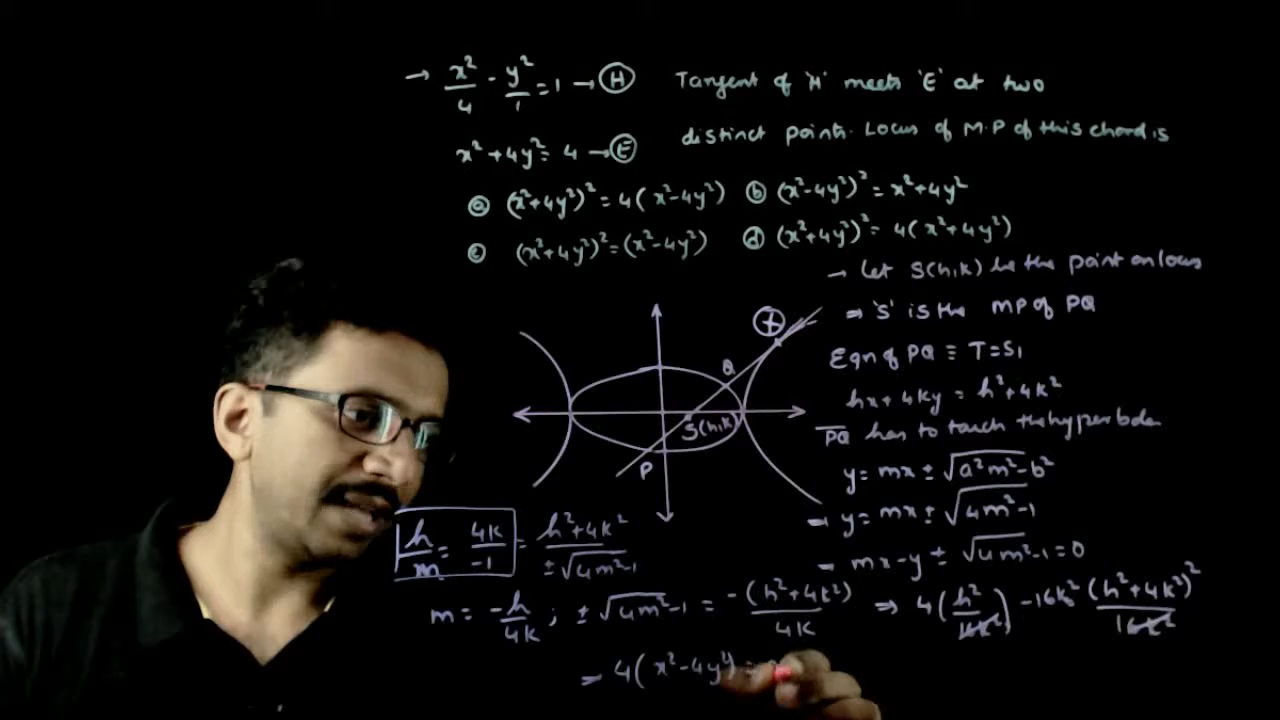 → x²/4 - y²/1 = 1 → Ⓗ
x² + 4y² = 4 → Ⓔ
Tangent of 'H' meets 'E' at two
distinct points. Locus of M.P of this chord is
ⓐ (x²+4y²)² = 4(x²-4y²) ⓑ (x²-4y²)² = x²+4y²
ⓒ (x²+4y²)² = (x²-4y²) ⓓ (x²+4y²)² = 4(x²+4y²)
→ Let S(h,k) be the point on locus
⇒ 'S' is the MP of PQ
Eqn of PQ ≡ T=S₁
hx + 4ky = h²+4k²
PQ has to touch the hyperbola
y = mx ± √a²m²-b²
⇒ y = mx ± √4m²-1
⇒ mx-y ± √4m²-1 = 0
Q
S(h,k)
P
h/m = 4k/-1 = h²+4k²/±√4m²-1
m = -h/4k ; ± √4m²-1 = -(h²+4k²)/4k ⇒ 4(h²/16k²) -16k² (h²+4k²)²/16k²
⇒ 4(x²-4y²) =